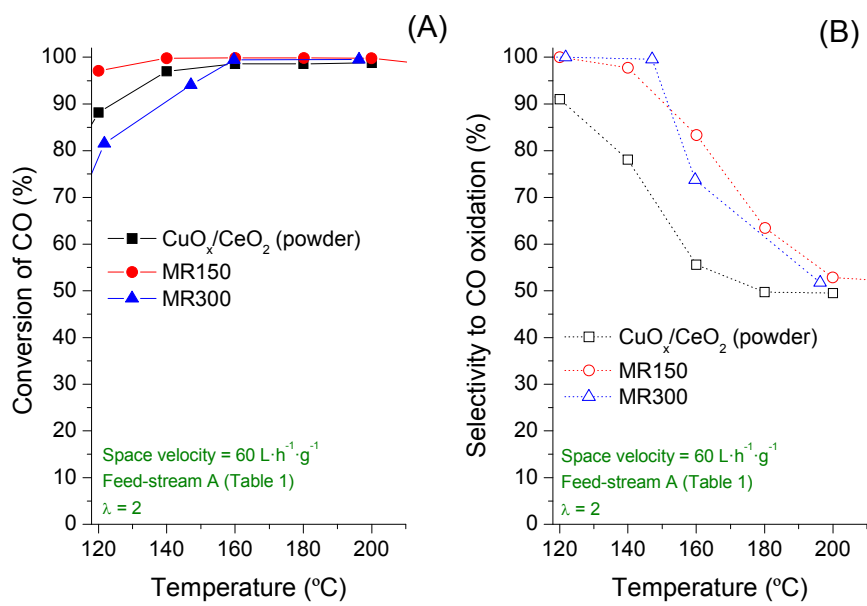 (A)
100
90
80
70
60
50
40
30
20
10
0
Conversion of CO (%)
CuOₓ/CeO₂ (powder)
MR150
MR300
Space velocity = 60 L·h⁻¹·g⁻¹
Feed-stream A (Table 1)
λ = 2
120 140 160 180 200
Temperature (ºC)
(B)
100
90
80
70
60
50
40
30
20
10
0
Selectivity to CO oxidation (%)
CuOₓ/CeO₂ (powder)
MR150
MR300
Space velocity = 60 L·h⁻¹·g⁻¹
Feed-stream A (Table 1)
λ = 2
120 140 160 180 200
Temperature (ºC)